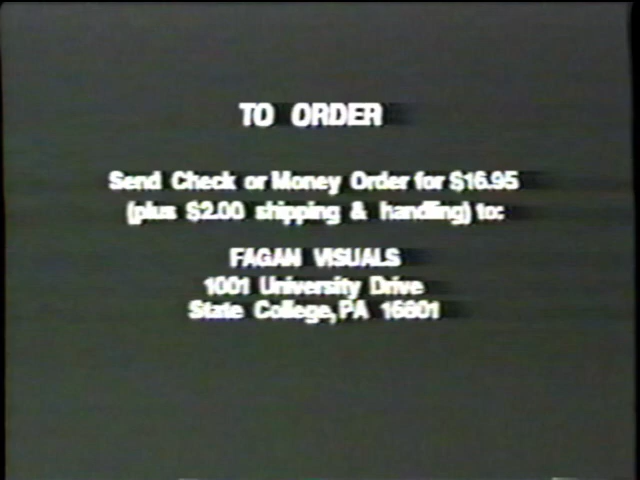 TO ORDER
Send Check or Money Order for $16.95
(plus $2.00 shipping & handling) to:
FAGAN VISUALS
1001 University Drive
State College, PA 16801